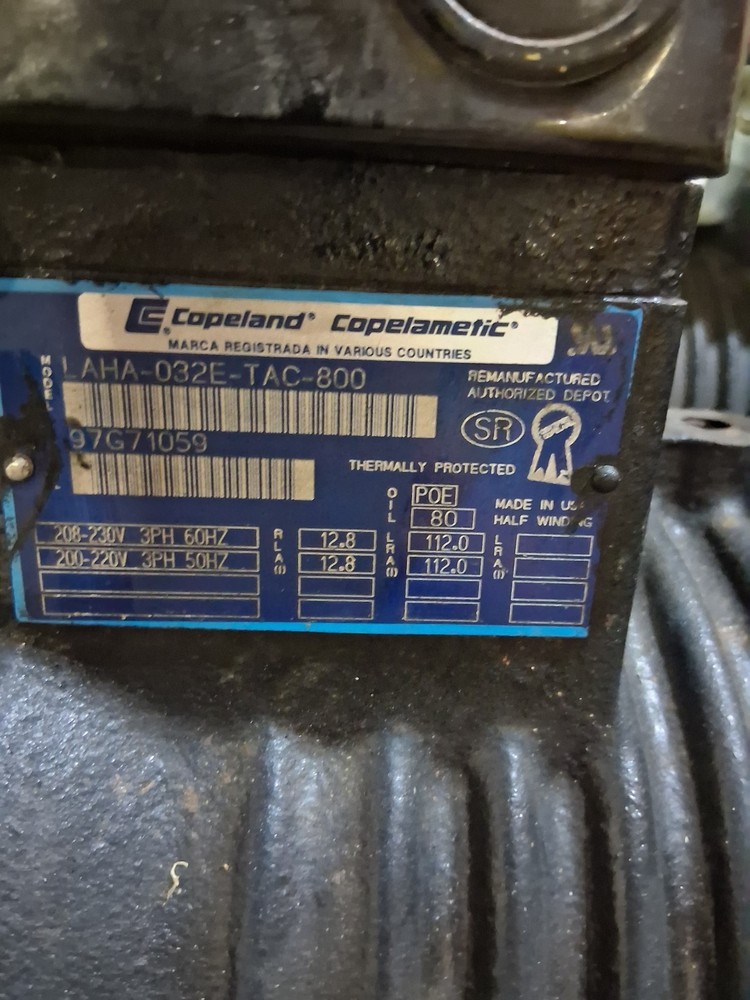 Copeland® Copelametic®
MARCA REGISTRADA IN VARIOUS COUNTRIES
MODEL
LAHA-032E-TAC-800
REMANUFACTURED
AUTHORIZED DEPOT
97G71059
SR
THERMALLY PROTECTED
OIL
POE
80
MADE IN
HALF WINDING
208-230V 3PH 60HZ RLA(I) 12.8 LRA(I) 112.0 LRA(I)
200-220V 3PH 50HZ 12.8 112.0